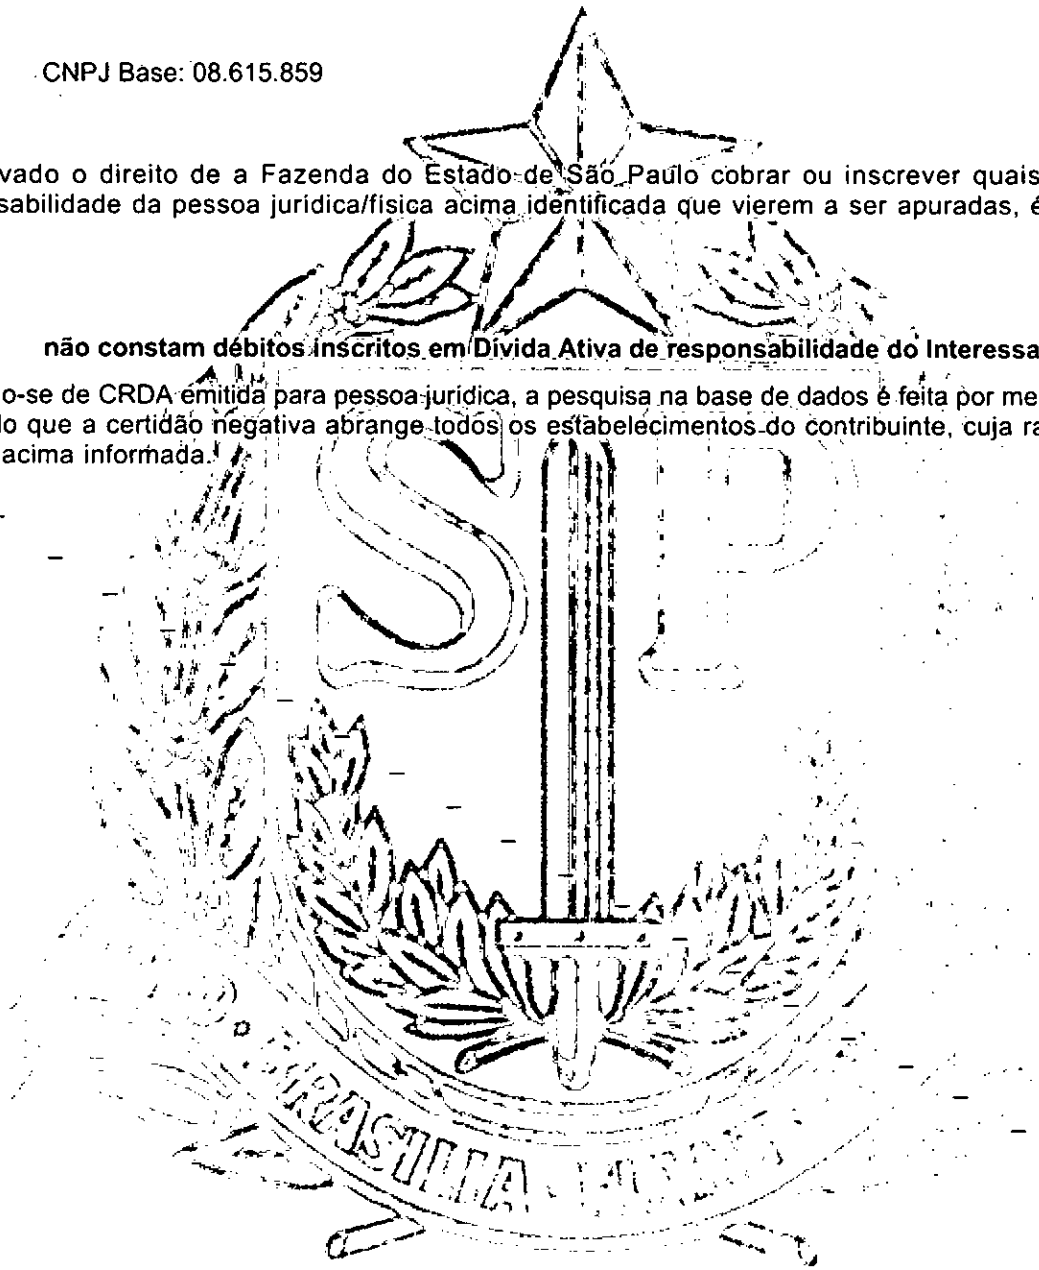 CNPJ Base: 08.615.859
vado o direito de a Fazenda do Estado de São Paulo cobrar ou inscrever quais
sabilidade da pessoa jurídica/física acima identificada que vierem a ser apuradas, é
não constam débitos inscritos em Dívida Ativa de responsabilidade do Interessa
o-se de CRDA emitida para pessoa jurídica, a pesquisa na base de dados é feita por me
lo que a certidão negativa abrange todos os estabelecimentos do contribuinte, cuja ra
acima informada.
SP
BRASILIA